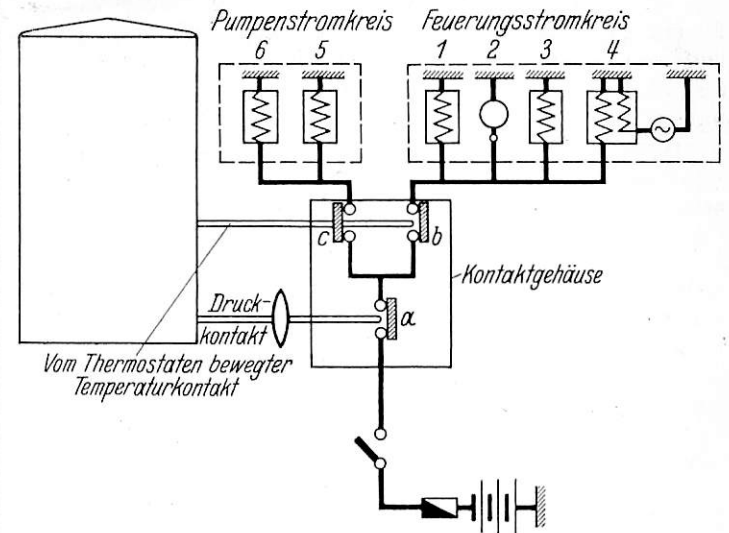 Pumpenstromkreis
6 5
Feuerungsstromkreis
1 2 3 4
c b
Kontaktgehäuse
Druck-
kontakt
a
Vom Thermostaten bewegter
Temperaturkontakt